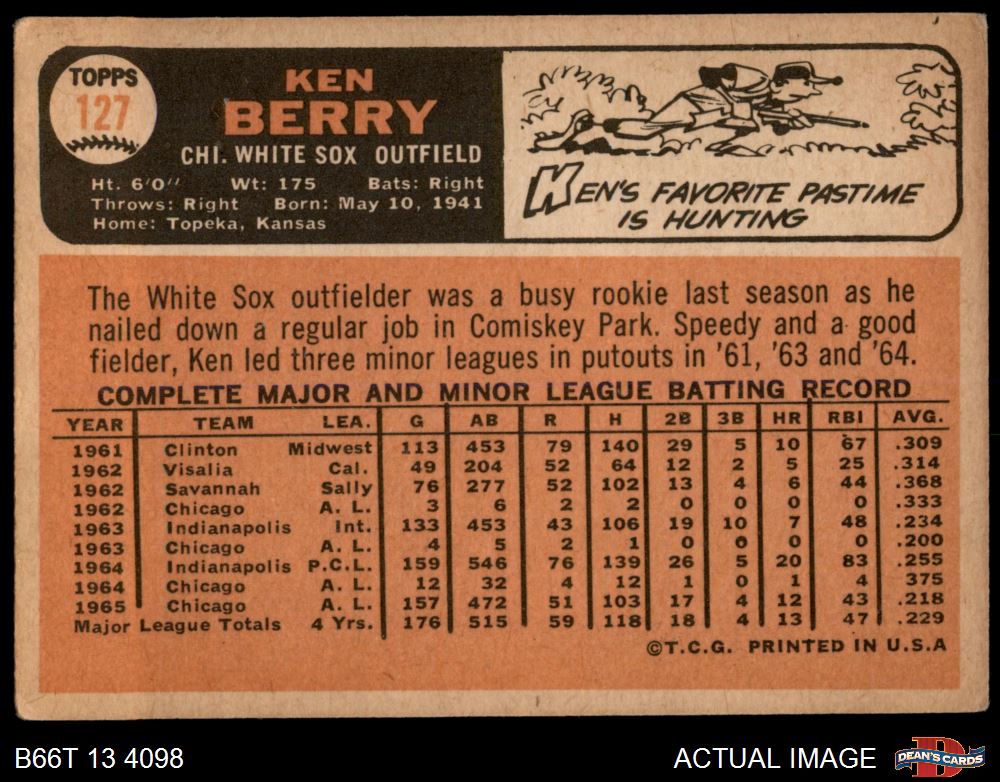 TOPPS
127
KEN
BERRY
CHI. WHITE SOX OUTFIELD
Ht. 6'0" Wt: 175 Bats: Right
Throws: Right Born: May 10, 1941
Home: Topeka, Kansas
KEN'S FAVORITE PASTIME
IS HUNTING
The White Sox outfielder was a busy rookie last season as he
nailed down a regular job in Comiskey Park. Speedy and a good
fielder, Ken led three minor leagues in putouts in '61, '63 and '64.
COMPLETE MAJOR AND MINOR LEAGUE BATTING RECORD
YEAR TEAM LEA. G AB R H 2B 3B HR RBI AVG.
1961 Clinton Midwest 113 453 79 140 29 5 10 67 .309
1962 Visalia Cal. 49 204 52 64 12 2 5 25 .314
1962 Savannah Sally 76 277 52 102 13 4 6 44 .368
1962 Chicago A. L. 3 6 2 2 0 0 0 0 .333
1963 Indianapolis Int. 133 453 43 106 19 10 7 48 .234
1963 Chicago A. L. 4 5 2 1 0 0 0 0 .200
1964 Indianapolis P.C.L. 159 546 76 139 26 5 20 83 .255
1964 Chicago A. L. 12 32 4 12 1 0 1 4 375
1965 Chicago A. L. 157 472 51 103 17 4 12 43 .218
Major League Totals 4 Yrs. 176 515 59 118 18 4 13 47 .229
©T.C.G. PRINTED IN U.S.A
B66T 13 4098
ACTUAL IMAGE
DEAN'S CARDS